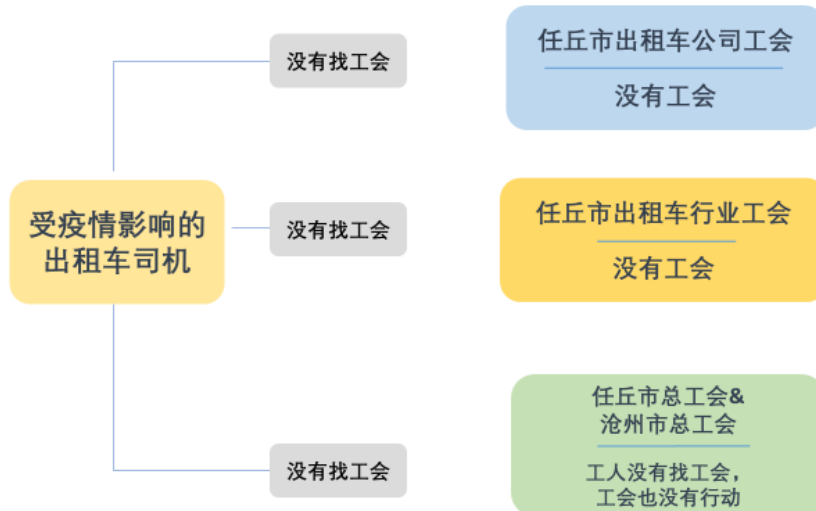 没有找工会
任丘市出租车公司工会
没有工会
受疫情影响的
出租车司机
没有找工会
任丘市出租车行业工会
没有工会
没有找工会
任丘市总工会&
沧州市总工会
工人没有找工会，
工会也没有行动